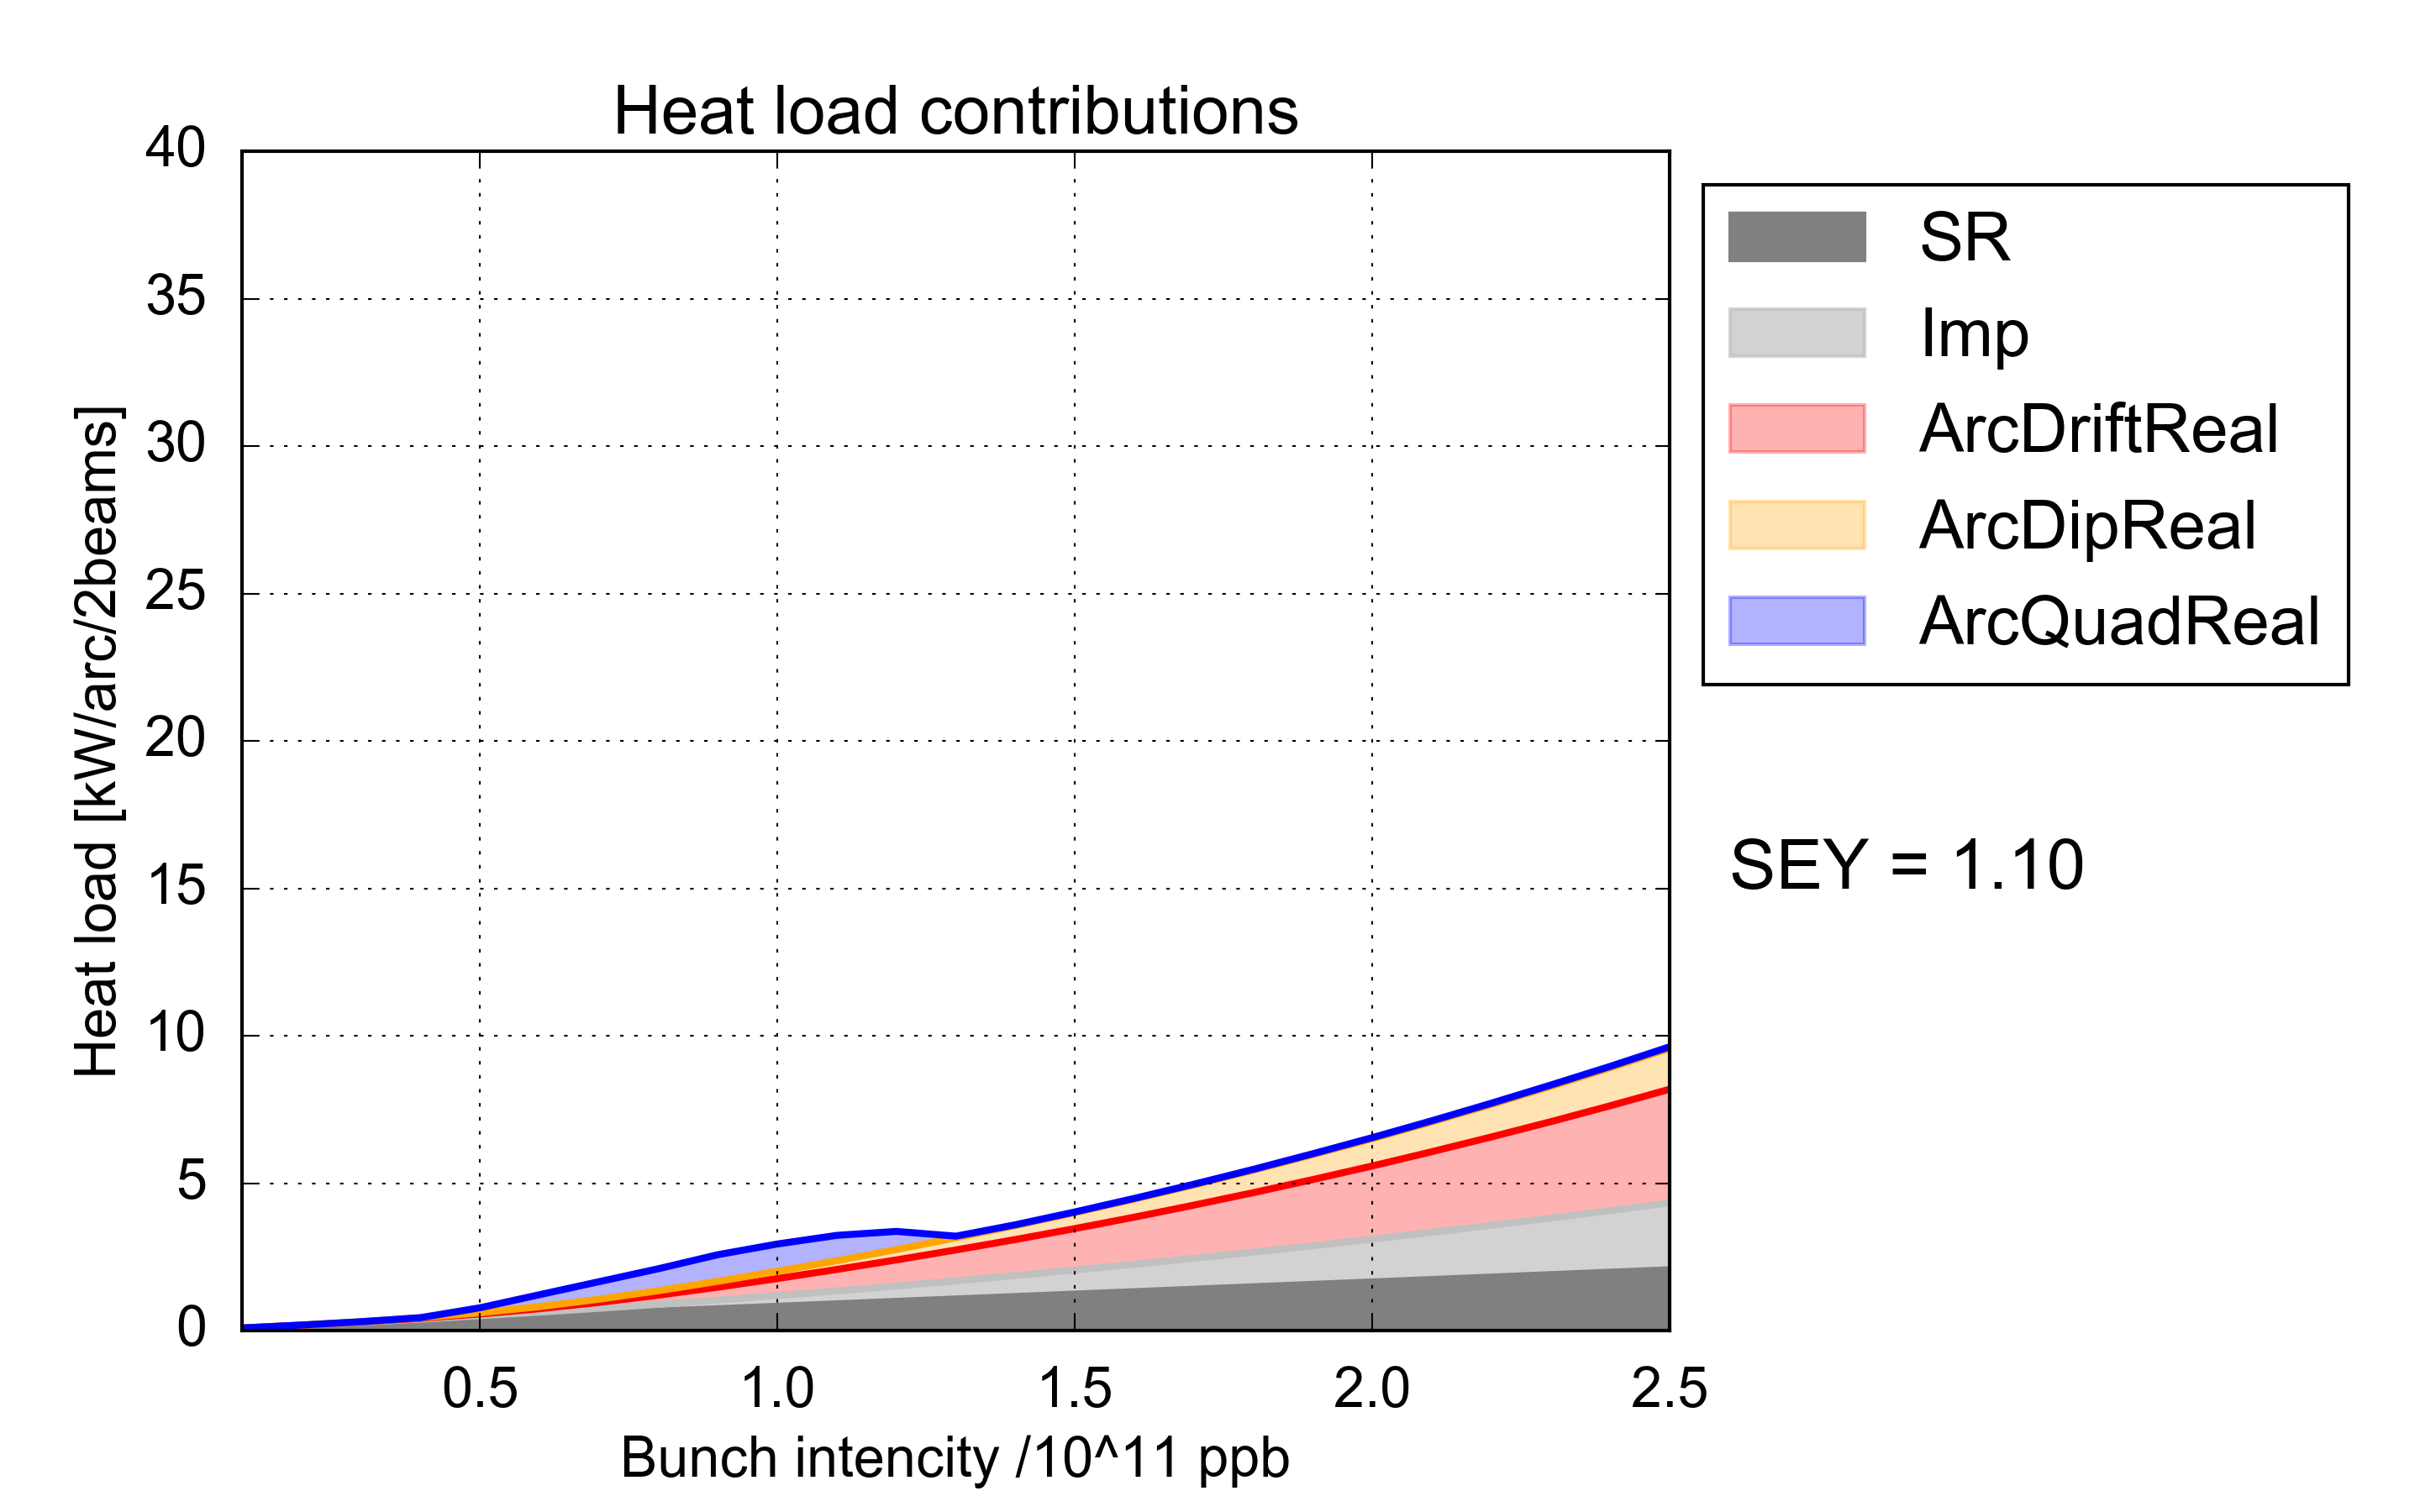 Heat load contributions
40
35
30
25
20
15
10
5
0
Heat load [kW/arc/2beams]
0.5 1.0 1.5 2.0 2.5
Bunch intencity /10^11 ppb
SR
Imp
ArcDriftReal
ArcDipReal
ArcQuadReal
SEY = 1.10